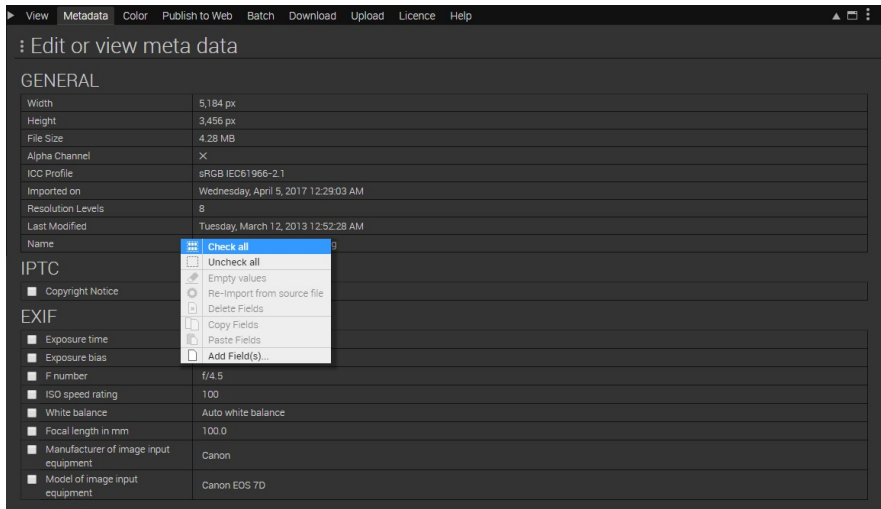 View Metadata Color Publish to Web Batch Download Upload Licence Help
Edit or view meta data
GENERAL
Width 5,184 px
Height 3,456 px
File Size 4.28 MB
Alpha Channel
ICC Profile sRGB IEC61966-2.1
Imported on Wednesday, April 5, 2017 12:29:03 AM
Resolution Levels 8
Last Modified Tuesday, March 12, 2013 12:52:28 AM
Name
Check all
Uncheck all
Empty values
Re-Import from source file
Delete Fields
Copy Fields
Paste Fields
Add Field(s)...
IPTC
Copyright Notice
EXIF
Exposure time
Exposure bias
F number f/4.5
ISO speed rating 100
White balance Auto white balance
Focal length in mm 100.0
Manufacturer of image input
equipment
Canon
Model of image input
equipment
Canon EOS 7D